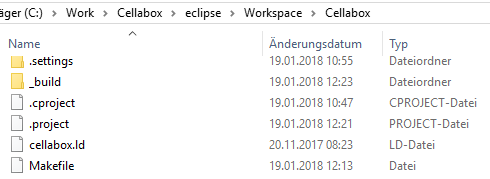 äger (C:) > Work > Cellabox > eclipse > Workspace > Cellabox
Name Änderungsdatum Typ
.settings 19.01.2018 10:55 Dateiordner
_build 19.01.2018 12:23 Dateiordner
.cproject 19.01.2018 10:47 CPROJECT-Datei
.project 19.01.2018 12:21 PROJECT-Datei
cellabox.ld 20.11.2017 08:23 LD-Datei
Makefile 19.01.2018 12:13 Datei